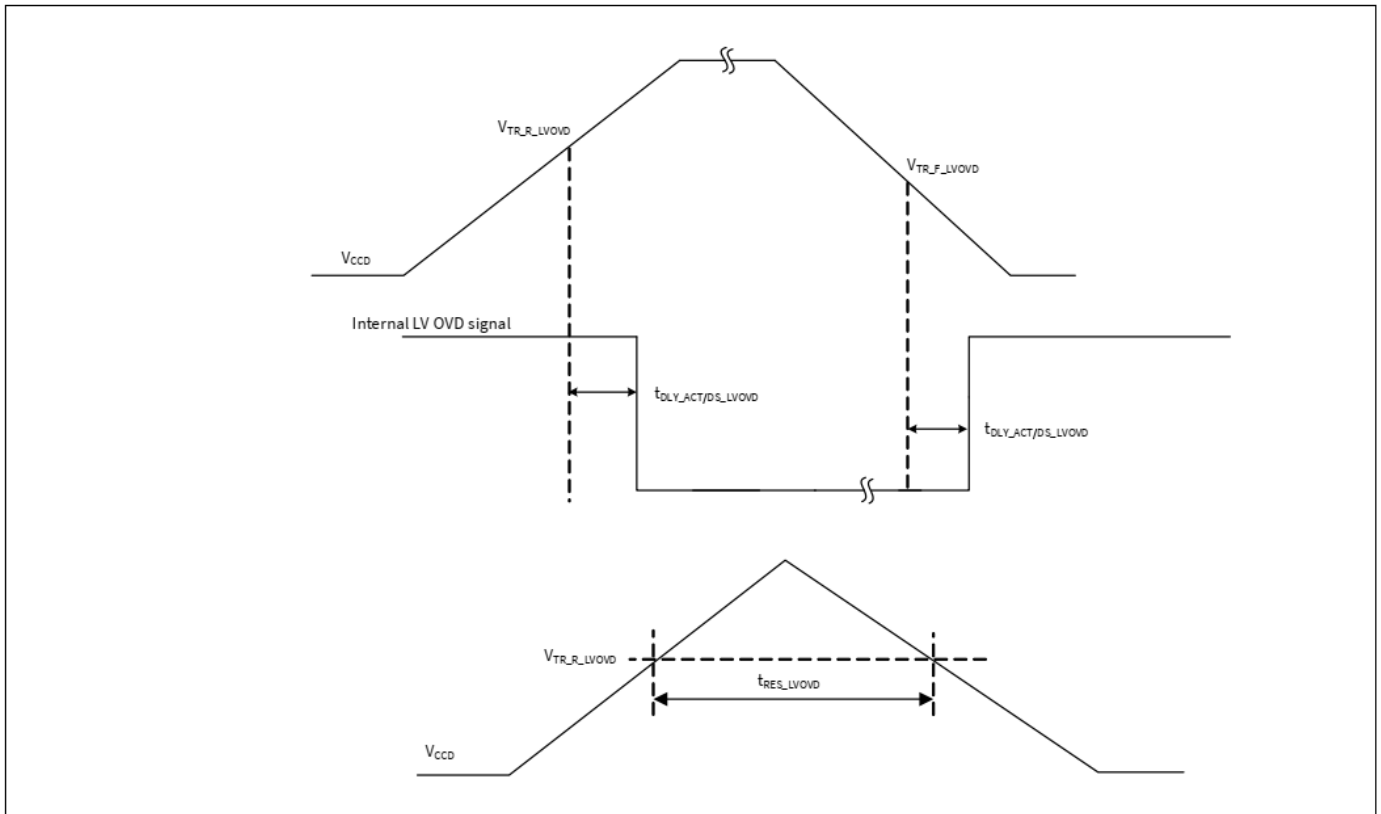 VTR_R_LVOVD
VTR_F_LVOVD
VCCD
Internal LV OVD signal
tDLY_ACT/DS_LVOVD
tDLY_ACT/DS_LVOVD
VTR_R_LVOVD
tRES_LVOVD
VCCD